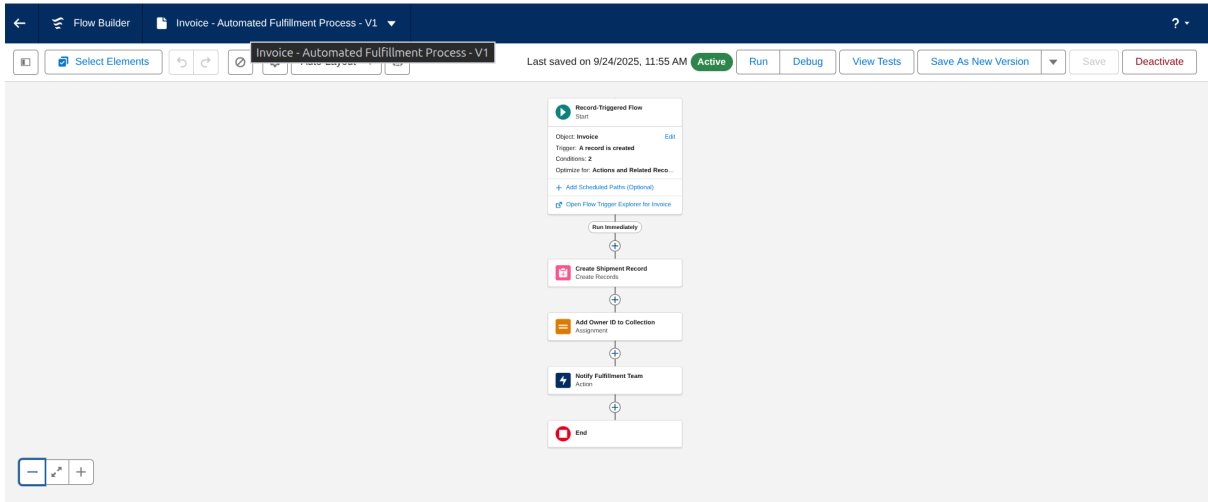 Flow Builder
Invoice - Automated Fulfillment Process - V1
?
Invoice - Automated Fulfillment Process - V1
Select Elements
Last saved on 9/24/2025, 11:55 AM
Active
Run
Debug
View Tests
Save As New Version
Save
Deactivate
Record-Triggered Flow
Start
Object: Invoice
Edit
Trigger: A record is created
Conditions: 2
Optimize for: Actions and Related Reco...
+ Add Scheduled Paths (Optional)
Open Flow Trigger Explorer for Invoice
Run Immediately
Create Shipment Record
Create Records
Add Owner ID to Collection
Assignment
Notify Fulfillment Team
Action
End